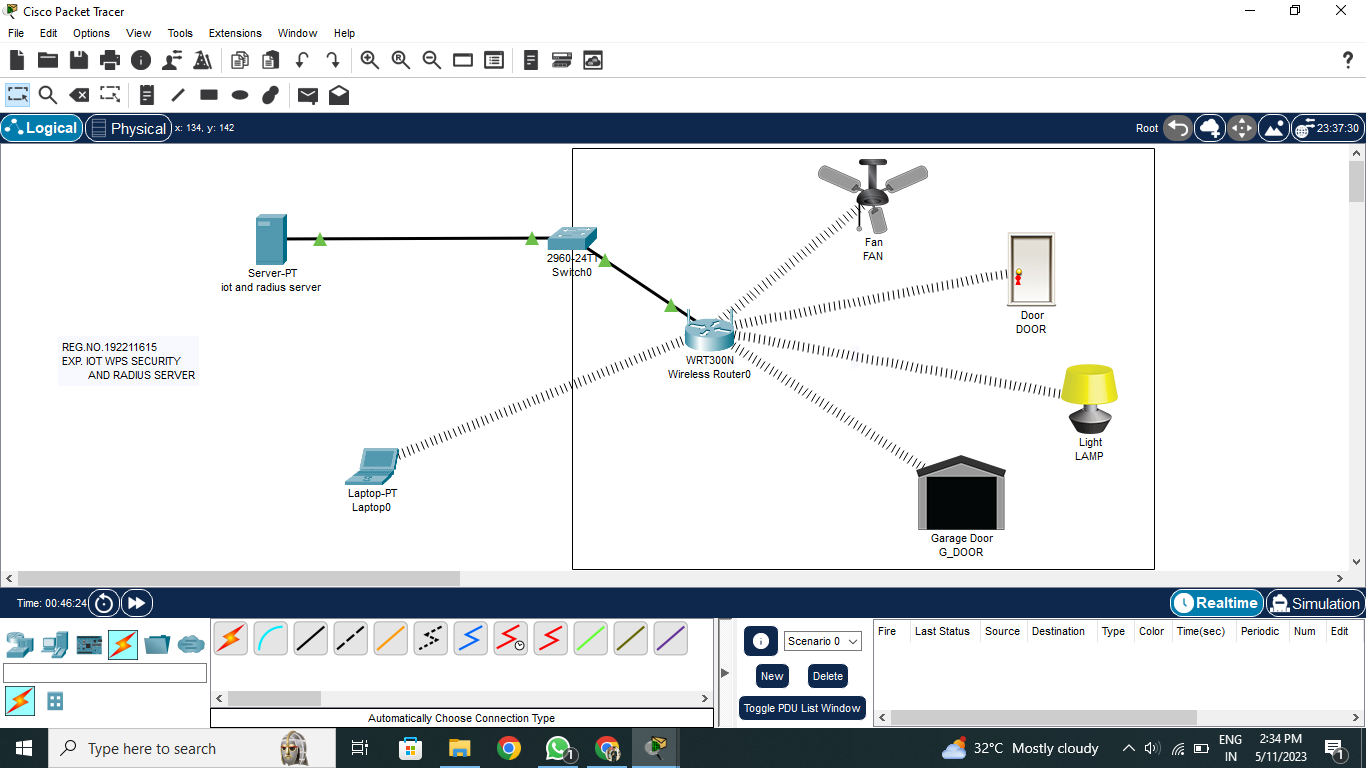 Cisco Packet Tracer
File Edit Options View Tools Extensions Window Help
Logical Physical x: 134, y: 142 Root 23:37:30
Fan
FAN
Server-PT
iot and radius server
2960-24TT
Switch0
Door
DOOR
REG.NO.192211615
EXP. IOT WPS SECURITY
AND RADIUS SERVER
WRT300N
Wireless Router0
Light
LAMP
Laptop-PT
Laptop0
Garage Door
G_DOOR
Time: 00:46:24 Realtime Simulation
Scenario 0
New Delete
Toggle PDU List Window
Fire Last Status Source Destination Type Color Time(sec) Periodic Num Edit
Automatically Choose Connection Type
Type here to search
32°C Mostly cloudy
ENG
IN
2:34 PM
5/11/2023